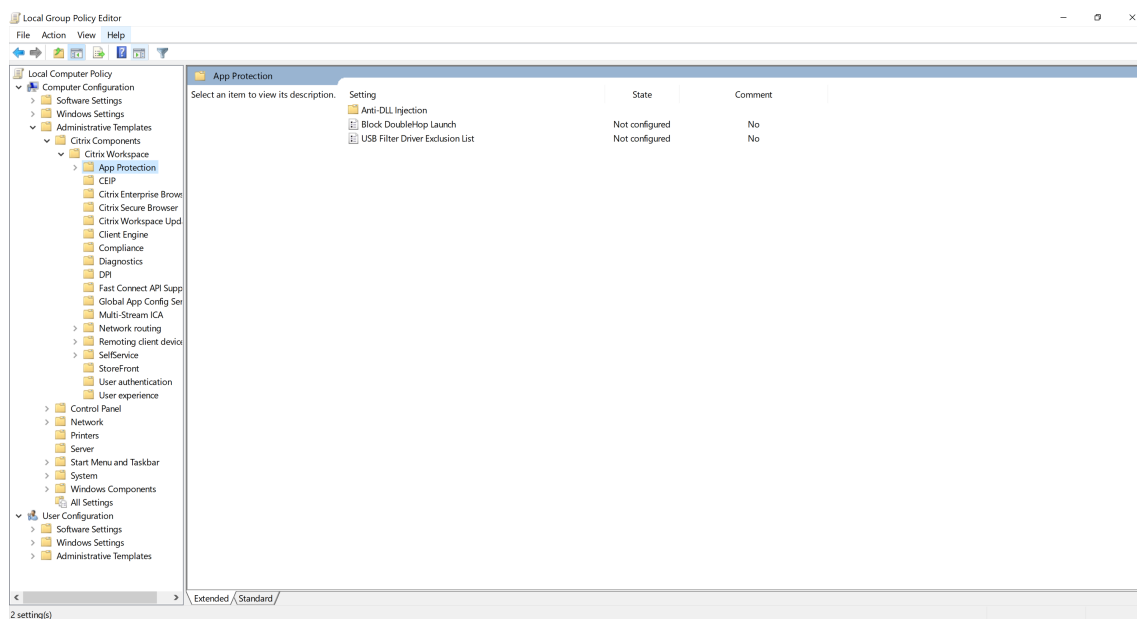 Local Group Policy Editor
File Action View Help
Local Computer Policy
Computer Configuration
Software Settings
Windows Settings
Administrative Templates
Citrix Components
Citrix Workspace
App Protection
CEIP
Citrix Enterprise Brows
Citrix Secure Browser
Citrix Workspace Upd
Client Engine
Compliance
Diagnostics
DPI
Fast Connect API Supp
Global App Config Ser
Multi-Stream ICA
Network routing
Remoting client device
SelfService
StoreFront
User authentication
User experience
Control Panel
Network
Printers
Server
Start Menu and Taskbar
System
Windows Components
All Settings
User Configuration
Software Settings
Windows Settings
Administrative Templates
App Protection
Select an item to view its description.
Setting State Comment
Anti-DLL Injection
Block DoubleHop Launch Not configured No
USB Filter Driver Exclusion List Not configured No
Extended Standard
2 setting(s)